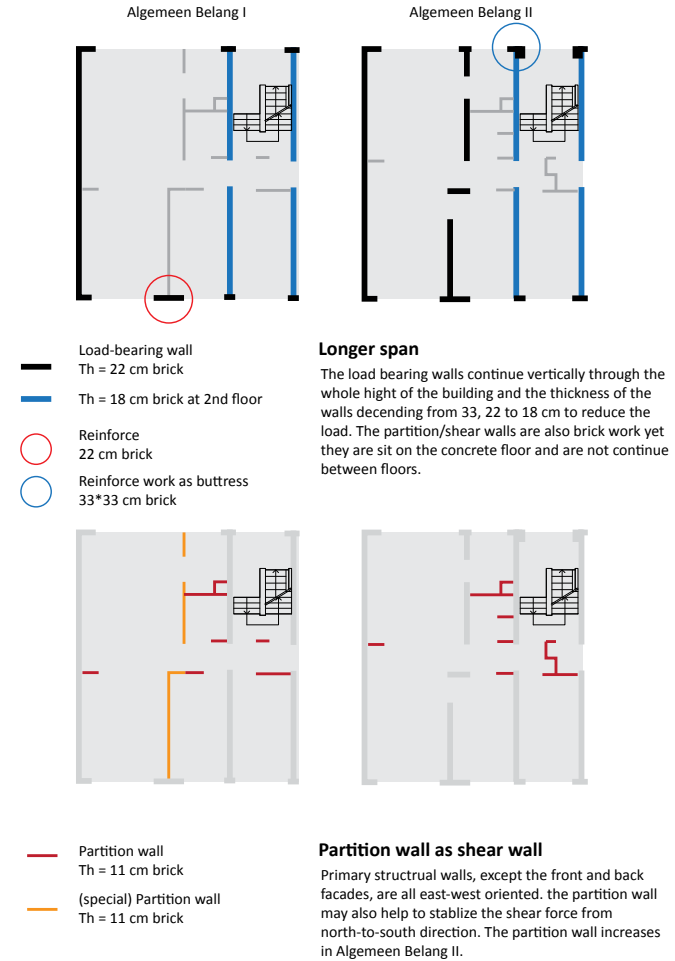 Algemeen Belang I
Algemeen Belang II
Load-bearing wall
Th = 22 cm brick
Th = 18 cm brick at 2nd floor
Reinforce
22 cm brick
Reinforce work as buttress
33*33 cm brick
Longer span
The load bearing walls continue vertically through the
whole hight of the building and the thickness of the
walls decending from 33, 22 to 18 cm to reduce the
load. The partition/shear walls are also brick work yet
they are sit on the concrete floor and are not continue
between floors.
Partition wall
Th = 11 cm brick
(special) Partition wall
Th = 11 cm brick
Partition wall as shear wall
Primary structrual walls, except the front and back
facades, are all east-west oriented. the partition wall
may also help to stablize the shear force from
north-to-south direction. The partition wall increases
in Algemeen Belang II.